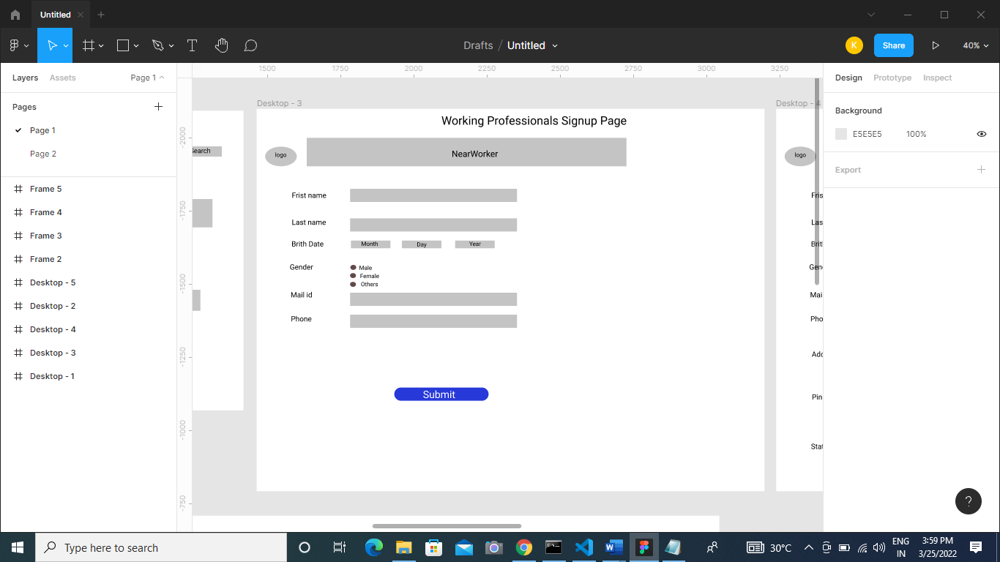 Untitled
Drafts / Untitled
K
Share
40%
Layers Assets Page 1
Pages
Page 1
Page 2
Frame 5
Frame 4
Frame 3
Frame 2
Desktop - 5
Desktop - 2
Desktop - 4
Desktop - 3
Desktop - 1
1500 1750 2000 2250 2500 2750 3000 3250
-2000
-1750
-1500
-1250
-1000
-750
Search
Desktop - 3
Working Professionals Signup Page
logo
NearWorker
Frist name
Last name
Brith Date Month Day Year
Gender
Male
Female
Others
Mail id
Phone
Submit
Desktop - 4
logo
Fris
Las
Brit
Gen
Mai
Pho
Add
Pin
Stat
Design Prototype Inspect
Background
E5E5E5 100%
Export
?
Type here to search
30°C
ENG
IN
3:59 PM
3/25/2022